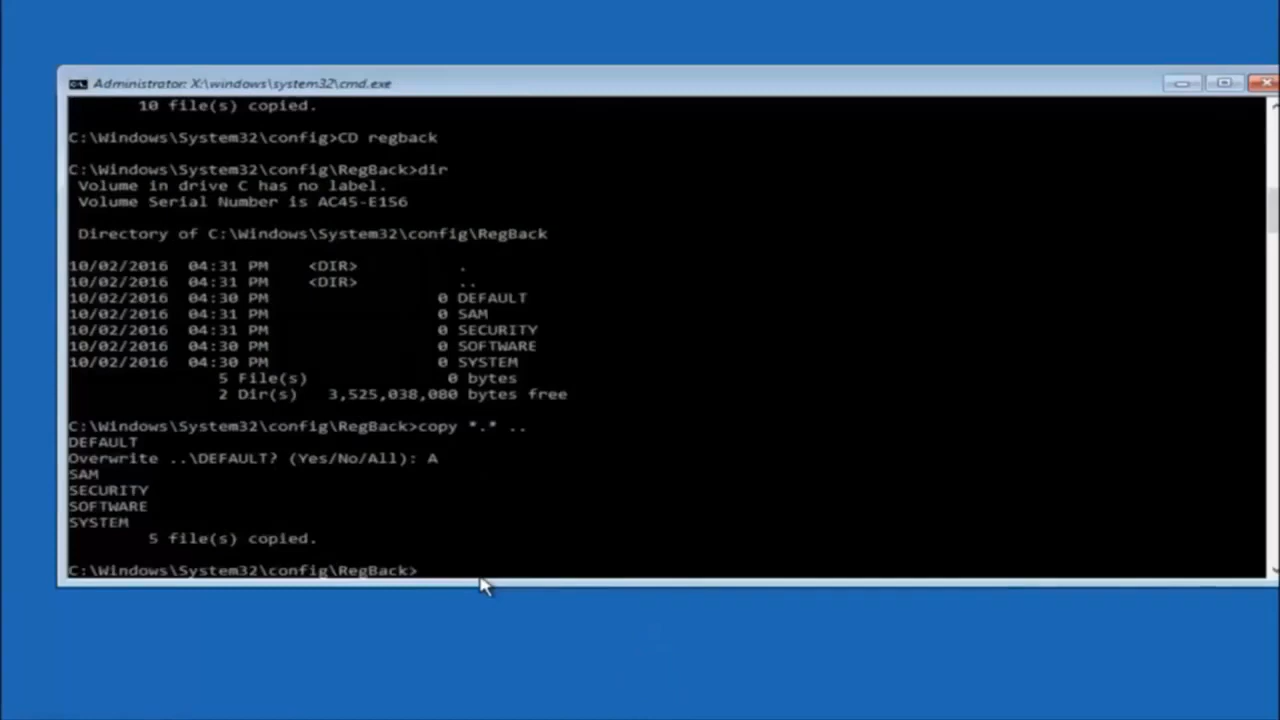 Administrator: X:\windows\system32\cmd.exe
10 file(s) copied.
C:\Windows\System32\config>CD regback
C:\Windows\System32\config\RegBack>dir
Volume in drive C has no label.
Volume Serial Number is AC45-E156
Directory of C:\Windows\System32\config\RegBack
10/02/2016 04:31 PM <DIR> .
10/02/2016 04:31 PM <DIR> ..
10/02/2016 04:30 PM 0 DEFAULT
10/02/2016 04:31 PM 0 SAM
10/02/2016 04:31 PM 0 SECURITY
10/02/2016 04:30 PM 0 SOFTWARE
10/02/2016 04:30 PM 0 SYSTEM
5 File(s) 0 bytes
2 Dir(s) 3,525,038,080 bytes free
C:\Windows\System32\config\RegBack>copy *.* ..
DEFAULT
Overwrite ..\DEFAULT? (Yes/No/All): A
SAM
SECURITY
SOFTWARE
SYSTEM
5 file(s) copied.
C:\Windows\System32\config\RegBack>